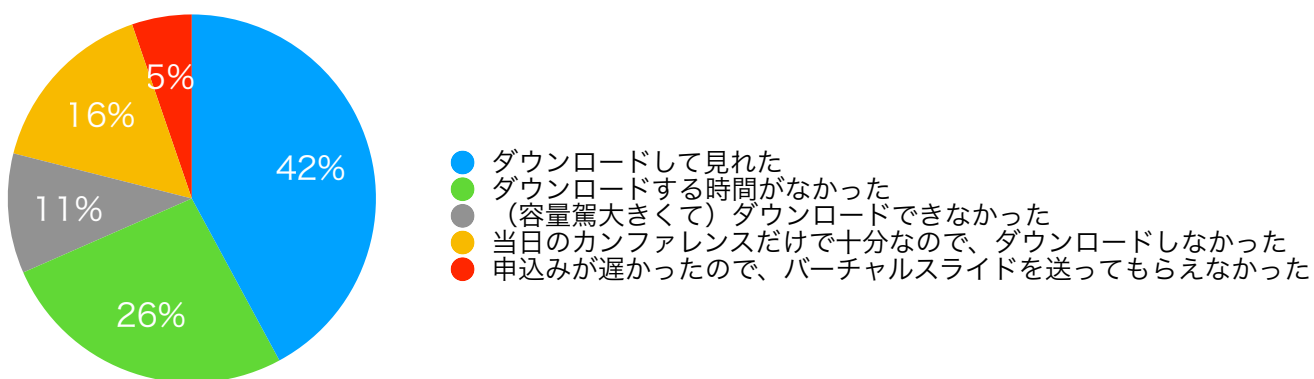 5%
16%
42%
11%
26%
ダウンロードして見れた
ダウンロードする時間がなかった
（容量駕大きくて）ダウンロードできなかった
当日のカンファレンスだけで十分なので、ダウンロードしなかった
申込みが遅かったので、バーチャルスライドを送ってもらえなかった